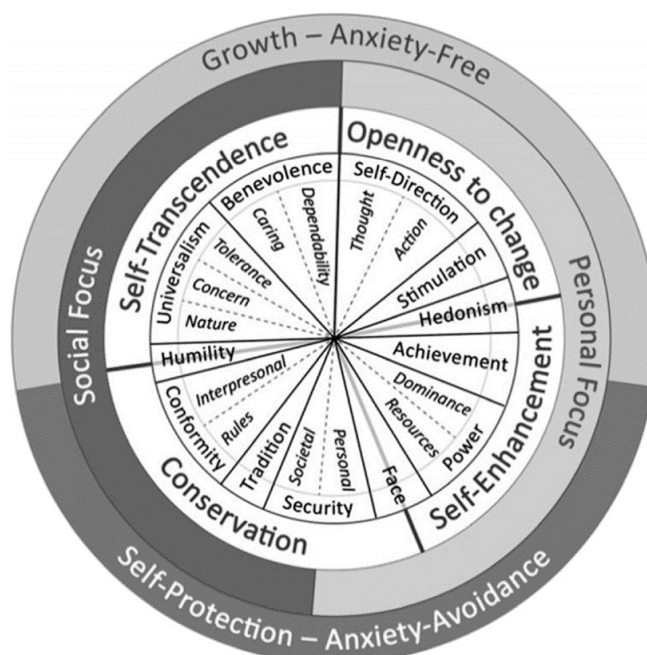 Growth – Anxiety-Free
Social Focus
Personal Focus
Self-Protection – Anxiety-Avoidance
Self-Transcendence
Openness to change
Self-Enhancement
Conservation
Benevolence
Caring
Dependability
Self-Direction
Thought
Action
Stimulation
Hedonism
Achievement
Dominance
Resources
Power
Face
Personal
Societal
Security
Tradition
Rules
Interpresonal
Conformity
Humility
Universalism
Nature
Concern
Tolerance